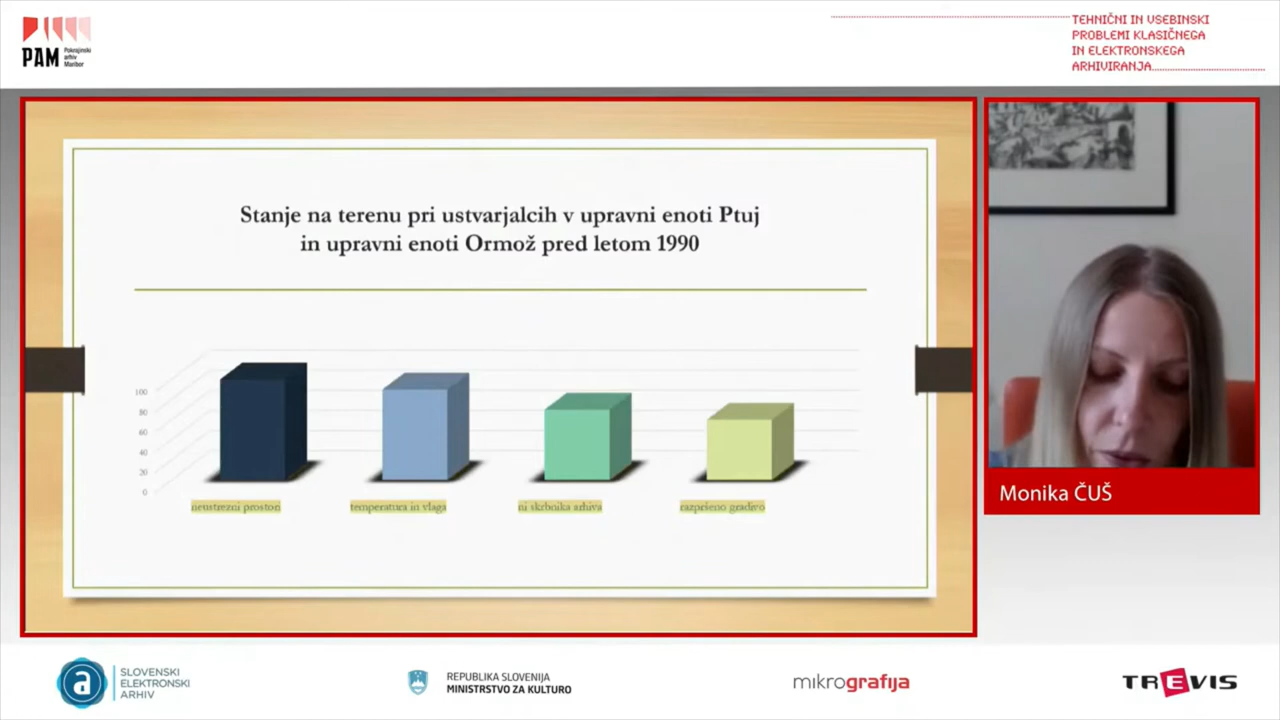 PAM
Pokrajinski
arhiv
Maribor
TEHNIČNI IN VSEBINSKI
PROBLEMI KLASIČNEGA
IN ELEKTRONSKEGA
ARHIVIRANJA
Stanje na terenu pri ustvarjalcih v upravni enoti Ptuj
in upravni enoti Ormož pred letom 1990
100
80
60
40
20
0
neustrezni prostori
temperatura in vlaga
ni skrbnika arhiva
razpršeno gradivo
Monika ČUŠ
a
SLOVENSKI
ELEKTRONSKI
ARHIV
REPUBLIKA SLOVENIJA
MINISTRSTVO ZA KULTURO
mikrografija
TREVIS